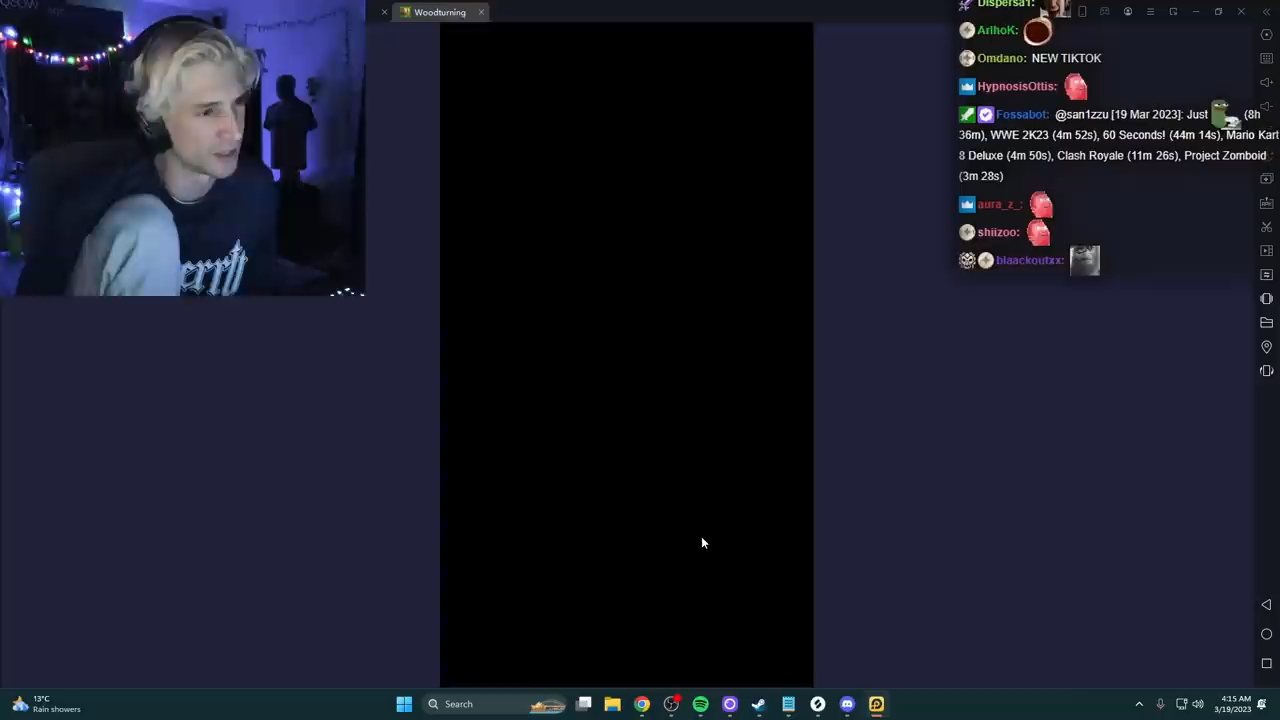 Woodturning
Dispersa1:
ArlhoK:
Omdano: NEW TIKTOK
HypnosisOttis:
Fossabot: @san1zzu [19 Mar 2023]: Just (8h
36m), WWE 2K23 (4m 52s), 60 Seconds! (44m 14s), Mario Kart
8 Deluxe (4m 50s), Clash Royale (11m 26s), Project Zomboid
(3m 28s)
aura_z_:
shiizoo:
blaackoutxx:
13°C
Rain showers
Search
4:15 AM
3/19/2023